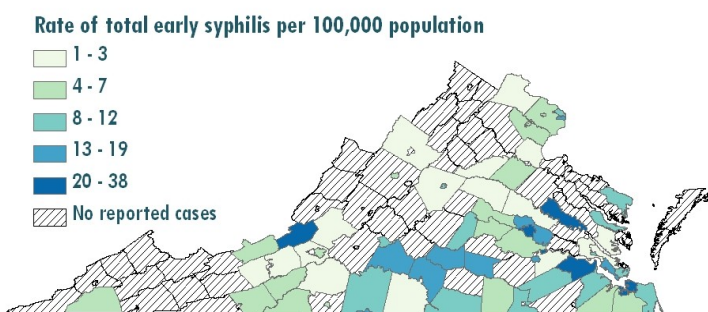 Rate of total early syphilis per 100,000 population
1 - 3
4 - 7
8 - 12
13 - 19
20 - 38
No reported cases